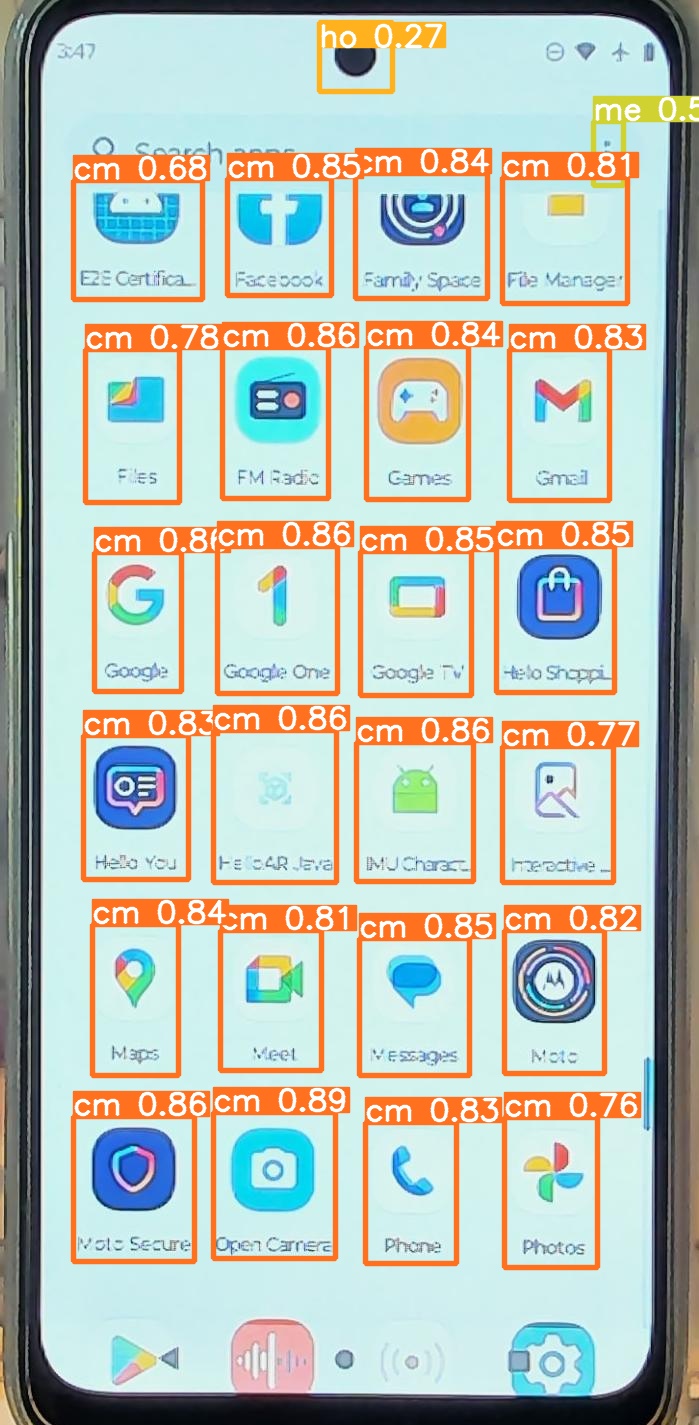 ho 0.27
3:47
me 0.5
Search apps
cm 0.68 cm 0.85 cm 0.84 cm 0.81
E2E Certifica... Facebook Family Space File Manager
cm 0.78 cm 0.86 cm 0.84 cm 0.83
Files FM Radio Games Gmail
cm 0.86 cm 0.86 cm 0.85 cm 0.85
Google Google One Google TV Hello Shoppi...
cm 0.83 cm 0.86 cm 0.86 cm 0.77
Hello You HelloAR Java IMU Charact... Interactive ...
cm 0.84 cm 0.81 cm 0.85 cm 0.82
Maps Meet Messages Moto
cm 0.86 cm 0.89 cm 0.83 cm 0.76
Moto Secure Open Camera Phone Photos